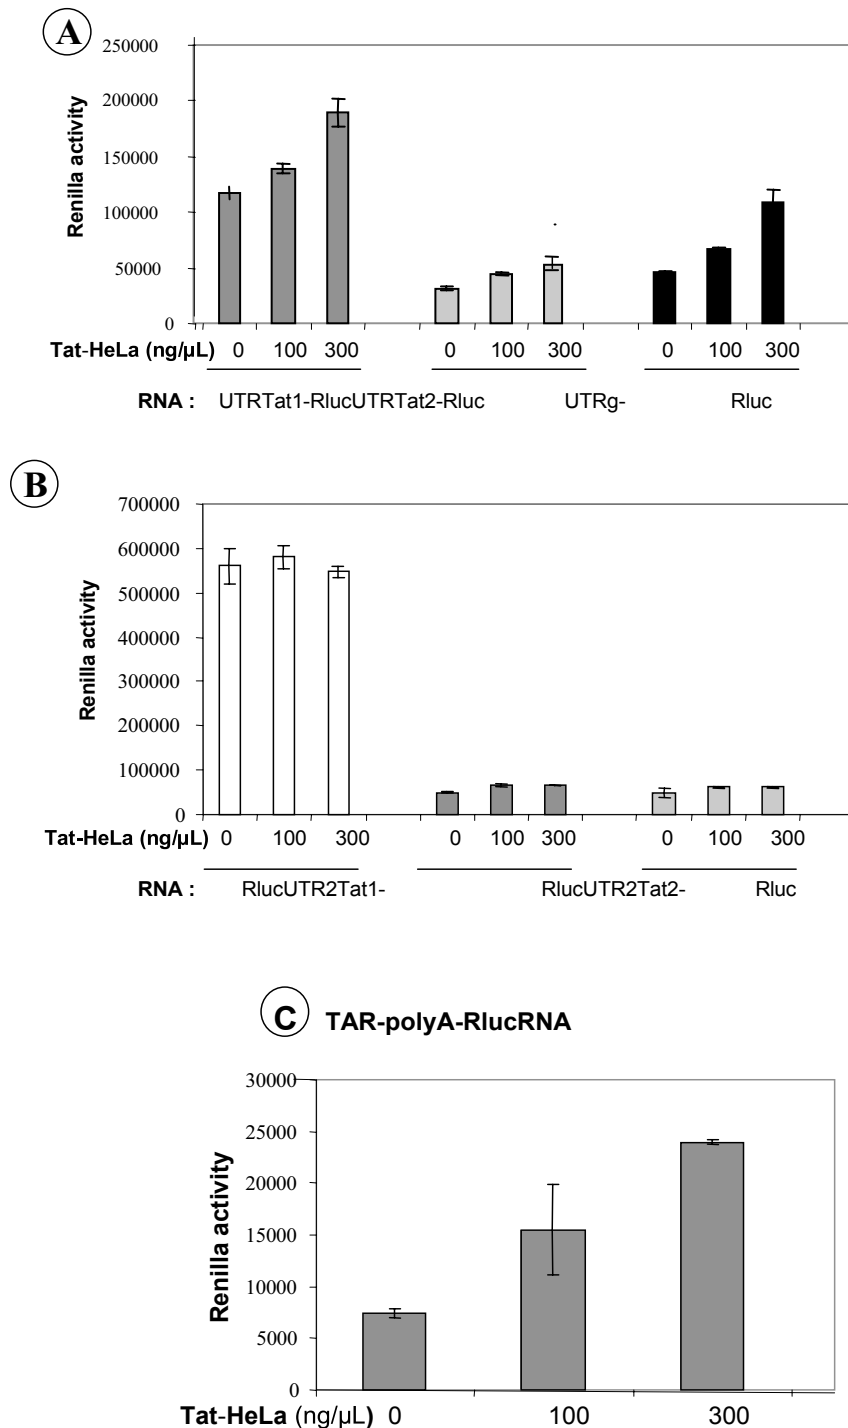 A
250000
200000
150000
100000
50000
0
Renilla activity
Tat-HeLa (ng/µL) 0 100 300 0 100 300 0 100 300
RNA : UTRTat1-RlucUTRTat2-Rluc UTRg- Rluc
B
700000
600000
500000
400000
300000
200000
100000
0
Renilla activity
Tat-HeLa (ng/µL) 0 100 300 0 100 300 0 100 300
RNA : RlucUTR2Tat1- RlucUTR2Tat2- Rluc
C TAR-polyA-RlucRNA
30000
25000
20000
15000
10000
5000
0
Renilla activity
Tat-HeLa (ng/µL) 0 100 300